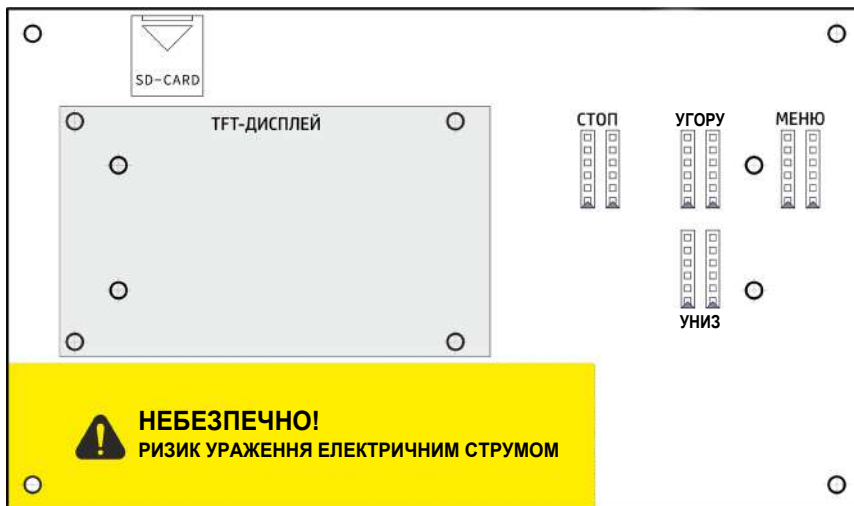 SD-CARD
TFT-ДИСПЛЕЙ
СТОП
УГОРУ
МЕНЮ
УНИЗ
НЕБЕЗПЕЧНО!
РИЗИК УРАЖЕННЯ ЕЛЕКТРИЧНИМ СТРУМОМ